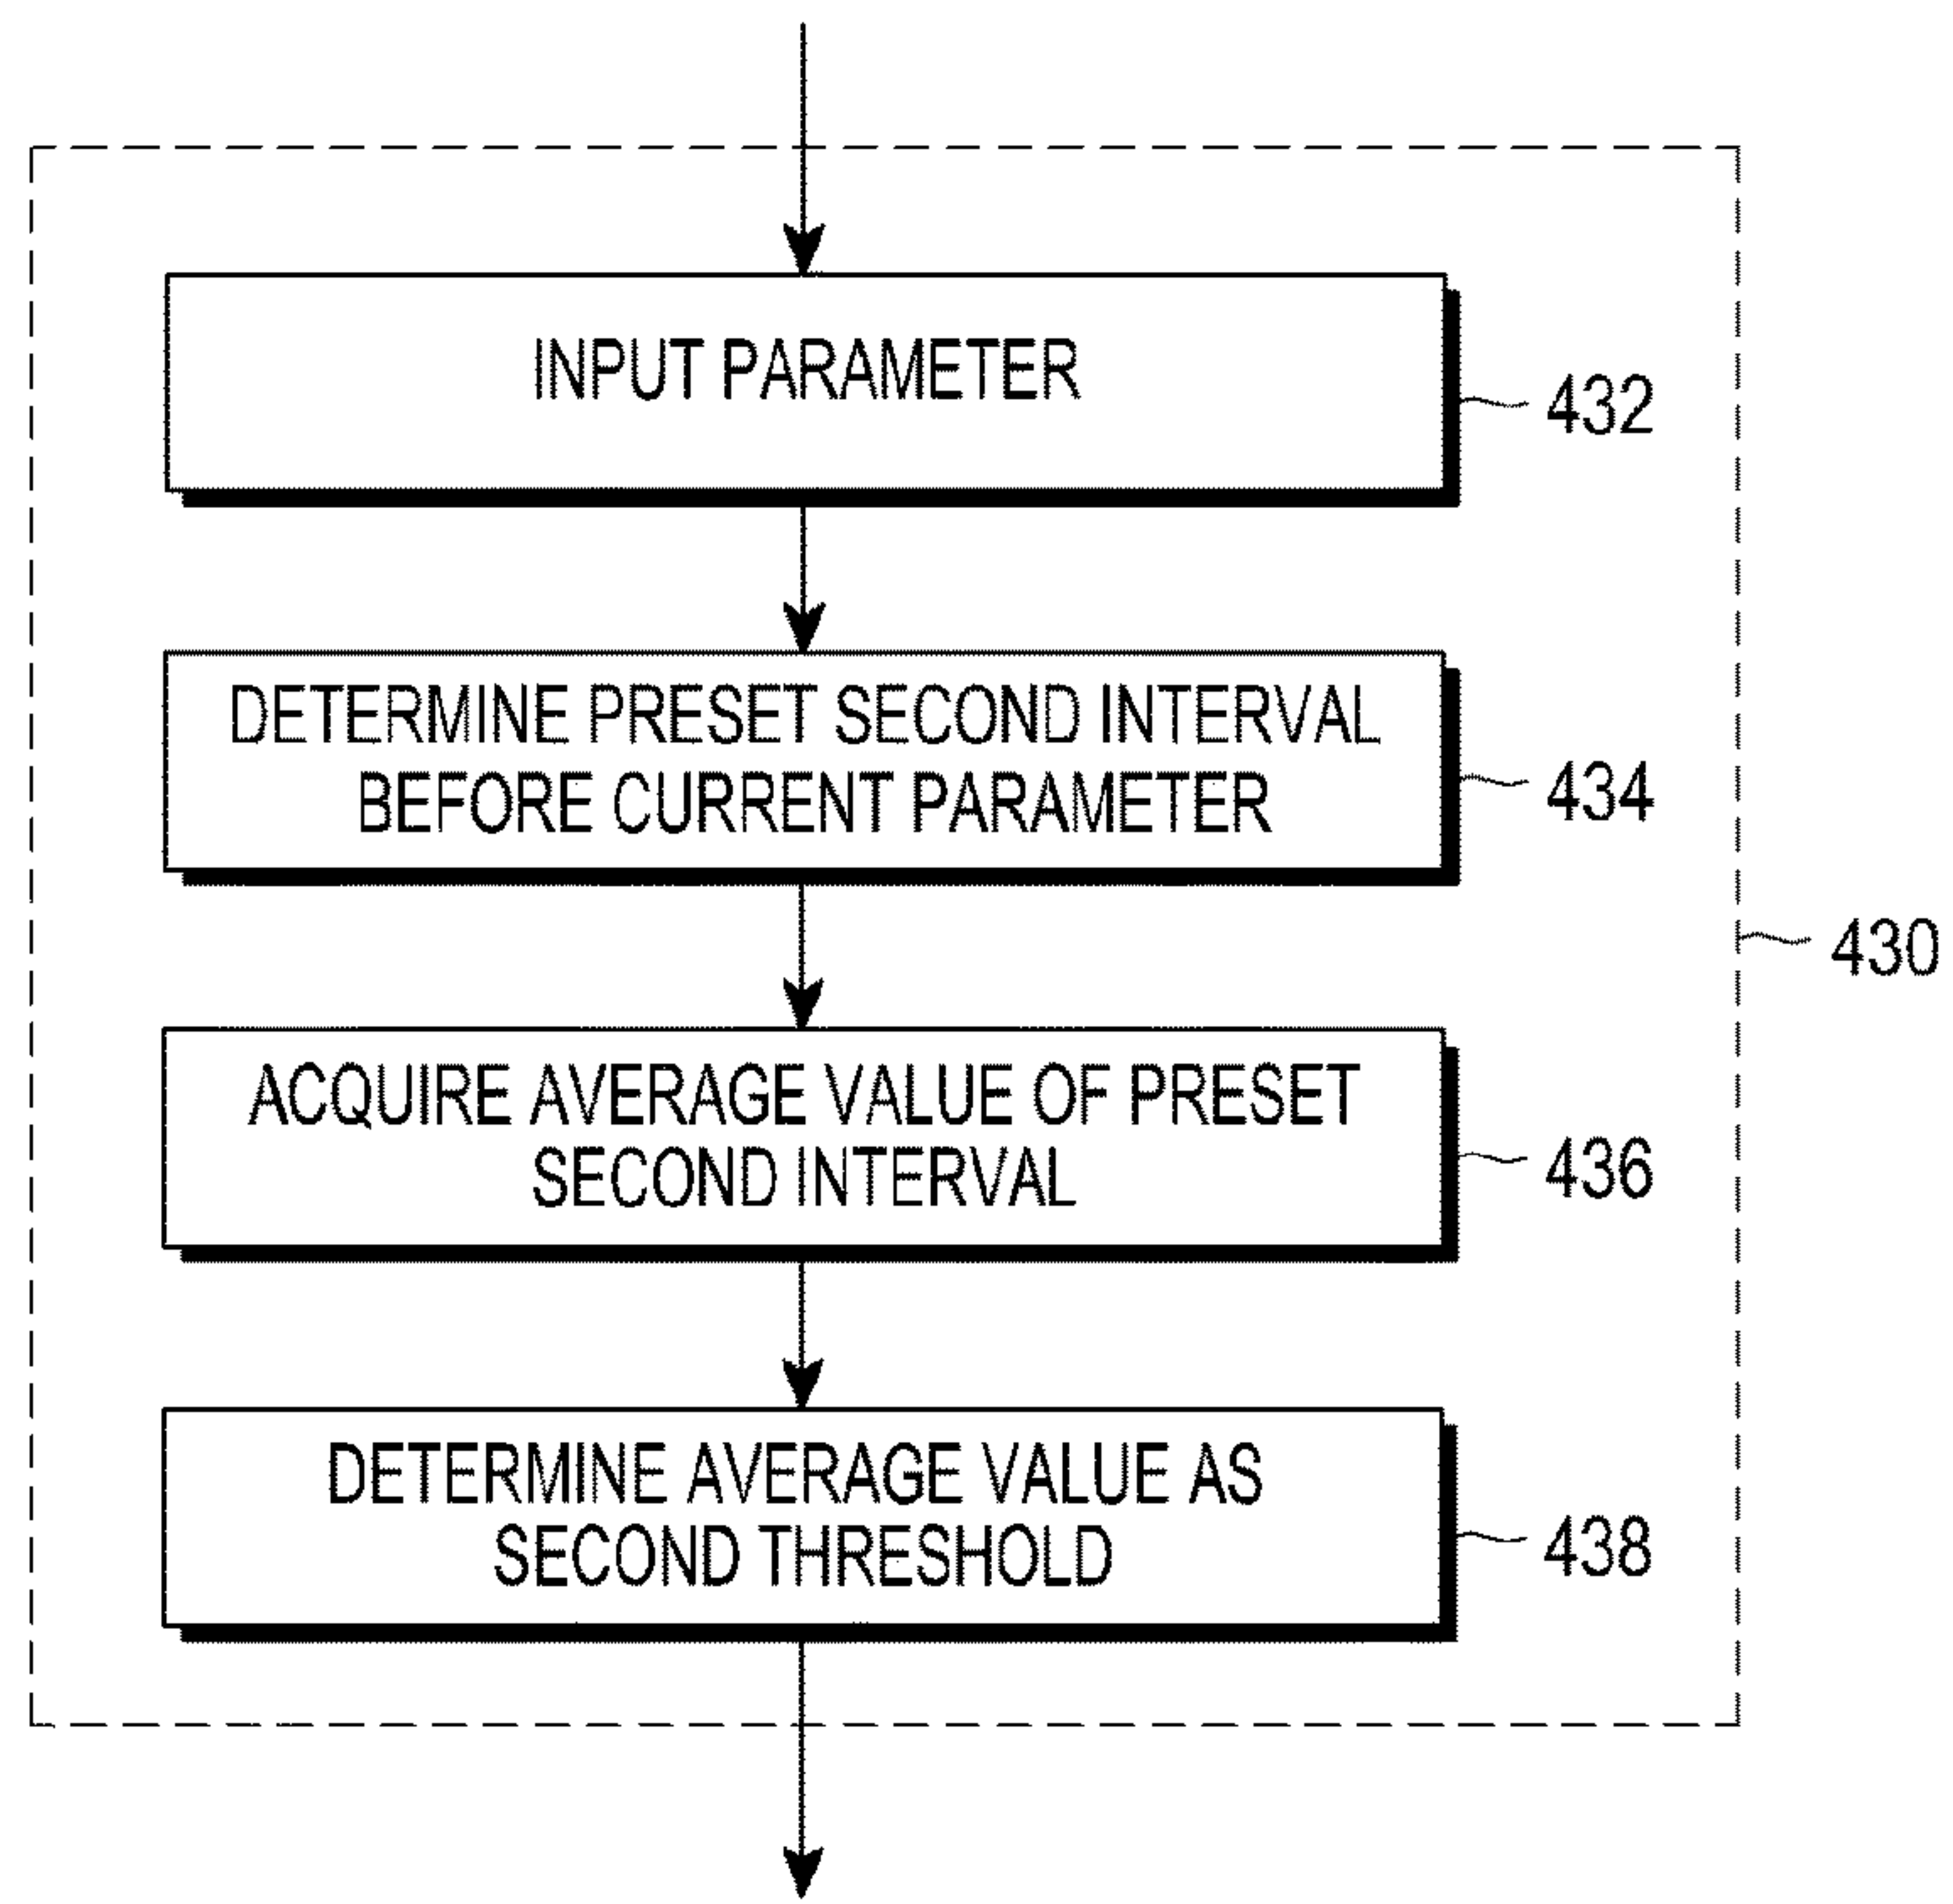 INPUT PARAMETER
432
DETERMINE PRESET SECOND INTERVAL
BEFORE CURRENT PARAMETER
434
430
ACQUIRE AVERAGE VALUE OF PRESET
SECOND INTERVAL
436
DETERMINE AVERAGE VALUE AS
SECOND THRESHOLD
438